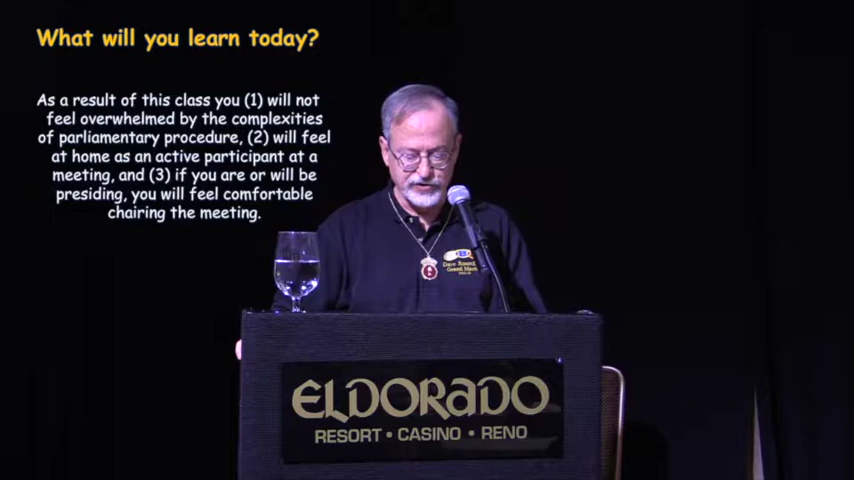 What will you learn today?
As a result of this class you (1) will not
feel overwhelmed by the complexities
of parliamentary procedure, (2) will feel
at home as an active participant at a
meeting, and (3) if you are or will be
presiding, you will feel comfortable
chairing the meeting.
Grand
ELDORADO
RESORT • CASINO • RENO